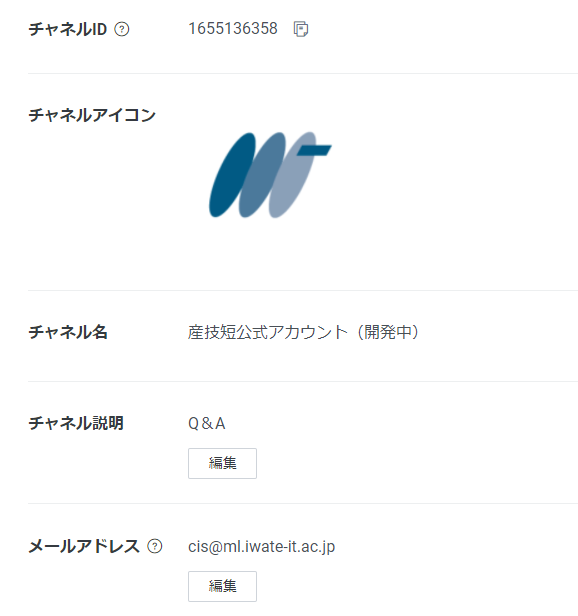 チャネルID ?
1655136358
チャネルアイコン
チャネル名
産技短公式アカウント（開発中）
チャネル説明
Q＆A
編集
メールアドレス ?
cis@ml.iwate-it.ac.jp
編集